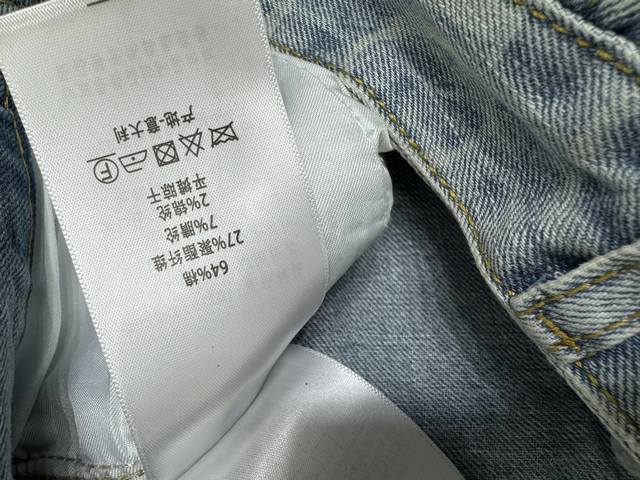 64%棉
27%聚酯纤维
7%腈纶
2%锦纶
平摊晾干
F
产地-意大利